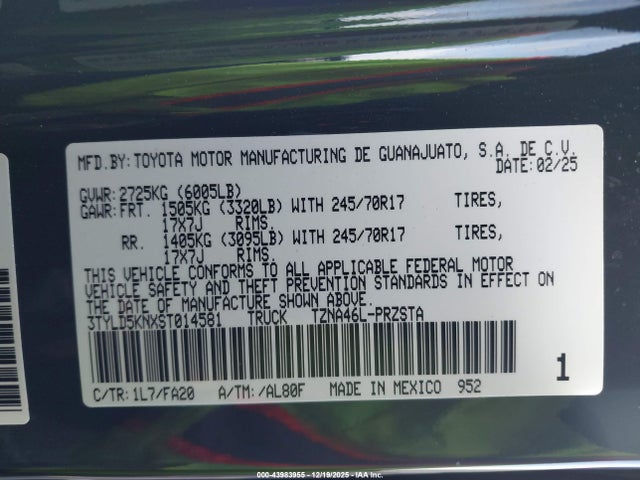 MFD.BY: TOYOTA MOTOR MANUFACTURING DE GUANAJUATO, S.A. DE C.V.
DATE: 02/25
GVWR: 2725KG (6005LB)
GAWR: FRT. 1505KG (3320LB) WITH 245/70R17 TIRES,
17X7J RIMS.
RR. 1405KG (3095LB) WITH 245/70R17 TIRES,
17X7J RIMS.
THIS VEHICLE CONFORMS TO ALL APPLICABLE FEDERAL MOTOR
VEHICLE SAFETY AND THEFT PREVENTION STANDARDS IN EFFECT ON
THE DATE OF MANUFACTURE SHOWN ABOVE.
3TYLD5KNXST014581 TRUCK TZNA46L-PRZSTA
C/TR: 1L7/FA20 A/TM: /AL80F MADE IN MEXICO 952
1
000-43983955 - 12/19/2025 - IAA, Inc.